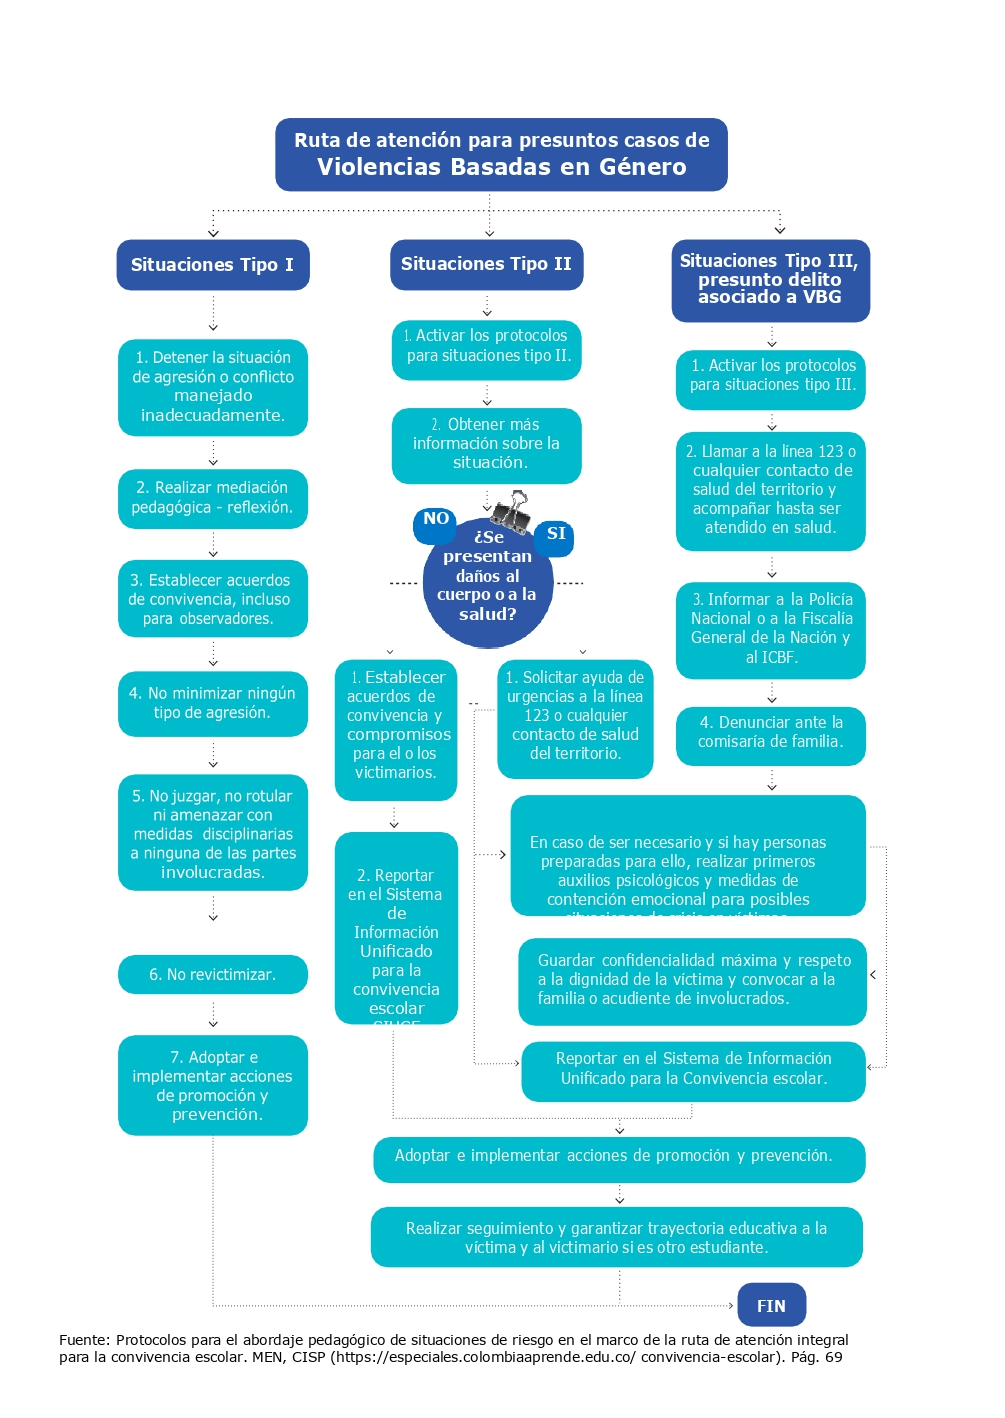 Ruta de atención para presuntos casos de
Violencias Basadas en Género
Situaciones Tipo I
1. Detener la situación
de agresión o conflicto
manejado
inadecuadamente.
2. Realizar mediación
pedagógica - reflexión.
3. Establecer acuerdos
de convivencia, incluso
para observadores.
4. No minimizar ningún
tipo de agresión.
5. No juzgar, no rotular
ni amenazar con
medidas disciplinarias
a ninguna de las partes
involucradas.
6. No revictimizar.
7. Adoptar e
implementar acciones
de promoción y
prevención.
Situaciones Tipo II
1. Activar los protocolos
para situaciones tipo II.
2. Obtener más
información sobre la
situación.
NO
SI
¿Se
presentan
daños al
cuerpo o a la
salud?
1. Establecer
acuerdos de
convivencia y
compromisos
para el o los
victimarios.
2. Reportar
en el Sistema
de
Información
Unificado
para la
convivencia
escolar
1. Solicitar ayuda de
urgencias a la línea
123 o cualquier
contacto de salud
del territorio.
Situaciones Tipo III,
presunto delito
asociado a VBG
1. Activar los protocolos
para situaciones tipo III.
2. Llamar a la línea 123 o
cualquier contacto de
salud del territorio y
acompañar hasta ser
atendido en salud.
3. Informar a la Policía
Nacional o a la Fiscalía
General de la Nación y
al ICBF.
4. Denunciar ante la
comisaría de familia.
En caso de ser necesario y si hay personas
preparadas para ello, realizar primeros
auxilios psicológicos y medidas de
contención emocional para posibles
situaciones de crisis en víctimas
Guardar confidencialidad máxima y respeto
a la dignidad de la víctima y convocar a la
familia o acudiente de involucrados.
Reportar en el Sistema de Información
Unificado para la Convivencia escolar.
Adoptar e implementar acciones de promoción y prevención.
Realizar seguimiento y garantizar trayectoria educativa a la
víctima y al victimario si es otro estudiante.
FIN
Fuente: Protocolos para el abordaje pedagógico de situaciones de riesgo en el marco de la ruta de atención integral
para la convivencia escolar. MEN, CISP (https://especiales.colombiaaprende.edu.co/ convivencia-escolar). Pág. 69